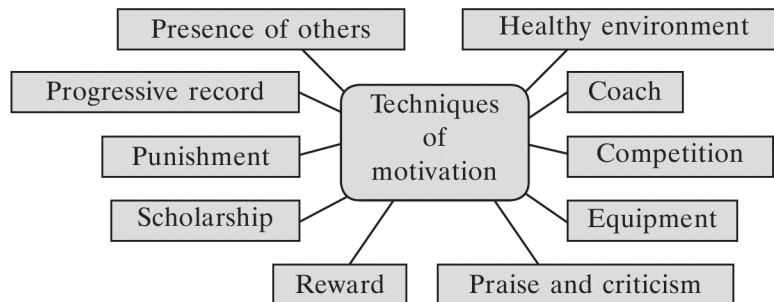 Presence of others
Healthy environment
Progressive record
Techniques
of
motivation
Coach
Punishment
Competition
Scholarship
Equipment
Reward
Praise and criticism